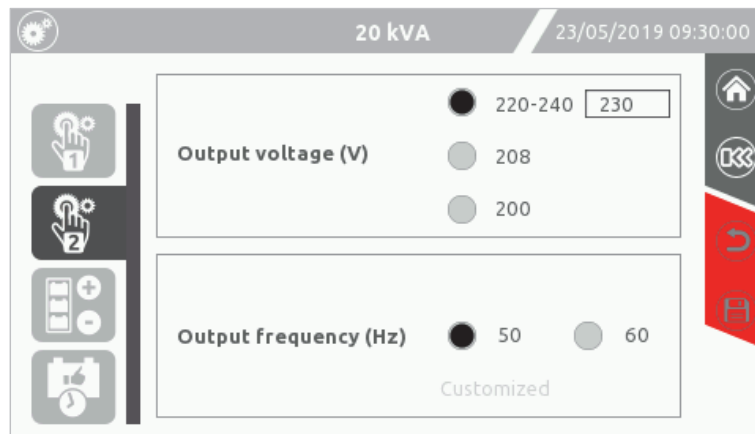 20 kVA
23/05/2019 09:30:00
1
2
Output voltage (V)
220-240 230
208
200
Output frequency (Hz)
50 60
Customized